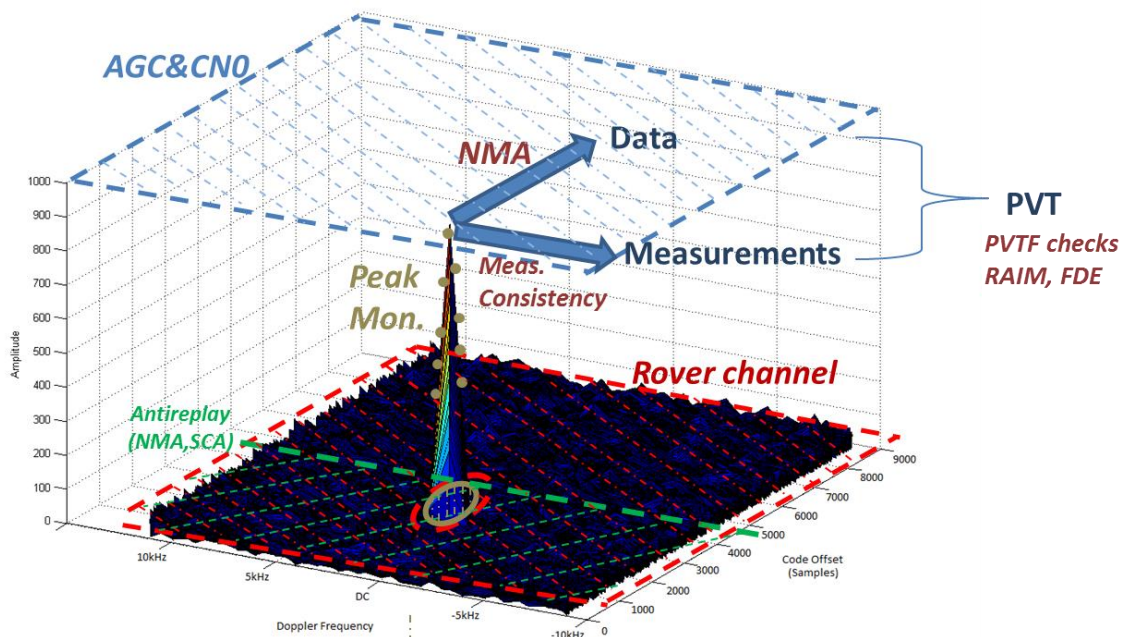 AGC&CN0
NMA
Data
Measurements
Meas.
Consistency
PVT
PVTF checks
RAIM, FDE
Peak
Mon.
Rover channel
Antireplay
(NMA,SCA)
Amplitude
1000
900
800
700
600
500
400
300
200
100
0
10kHz
5kHz
DC
-5kHz
-10kHz
Doppler Frequency
0
1000
2000
3000
4000
5000
6000
7000
8000
9000
Code Offset
(Samples)